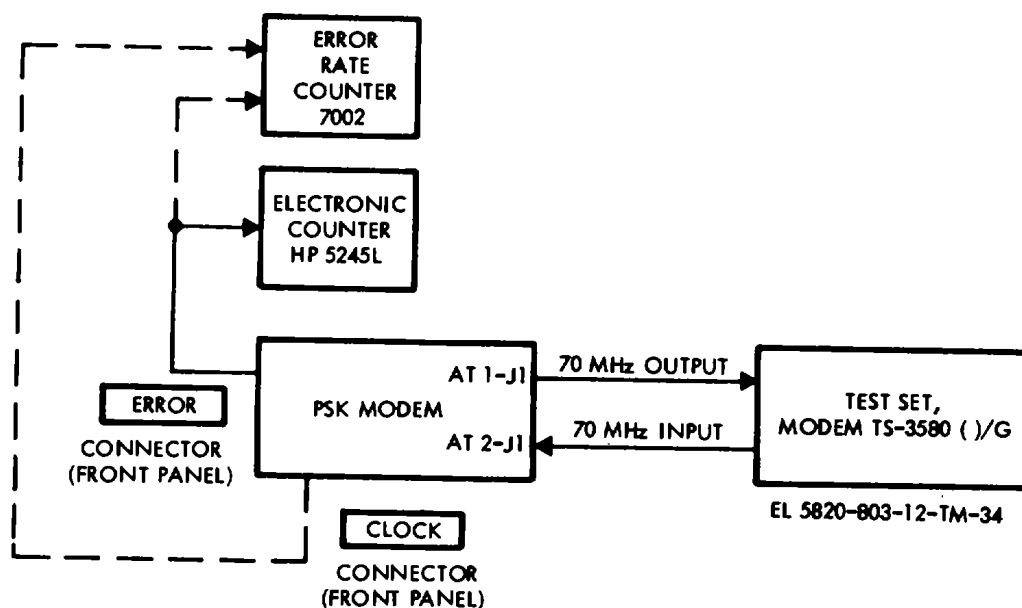 ERROR
RATE
COUNTER
7002
ELECTRONIC
COUNTER
HP 5245L
AT 1-J1
70 MHz OUTPUT
PSK MODEM
AT 2-J1
70 MHz INPUT
TEST SET,
MODEM TS-3580 ( )/G
ERROR
CONNECTOR
(FRONT PANEL)
EL 5820-803-12-TM-34
CLOCK
CONNECTOR
(FRONT PANEL)